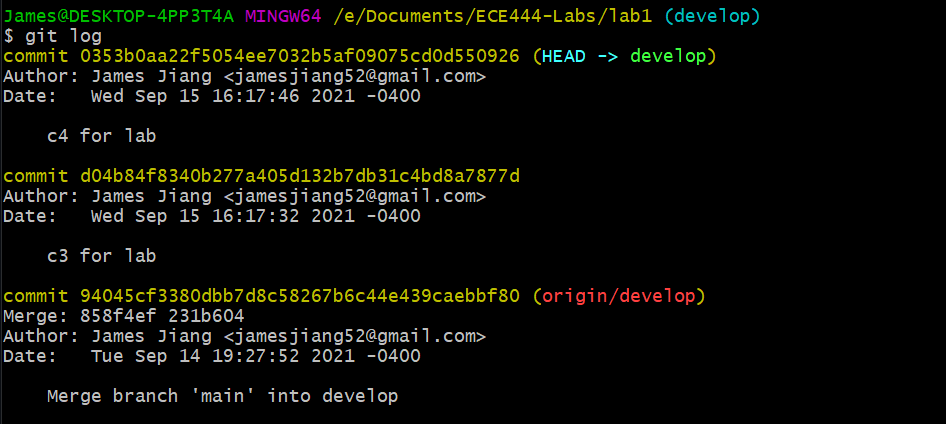 James@DESKTOP-4PP3T4A MINGW64 /e/Documents/ECE444-Labs/lab1 (develop)
$ git log
commit 0353b0aa22f5054ee7032b5af09075cd0d550926 (HEAD -> develop)
Author: James Jiang <jamesjiang52@gmail.com>
Date:   Wed Sep 15 16:17:46 2021 -0400
    c4 for lab
commit d04b84f8340b277a405d132b7db31c4bd8a7877d
Author: James Jiang <jamesjiang52@gmail.com>
Date:   Wed Sep 15 16:17:32 2021 -0400
    c3 for lab
commit 94045cf3380dbb7d8c58267b6c44e439caebbf80 (origin/develop)
Merge: 858f4ef 231b604
Author: James Jiang <jamesjiang52@gmail.com>
Date:   Tue Sep 14 19:27:52 2021 -0400
    Merge branch 'main' into develop